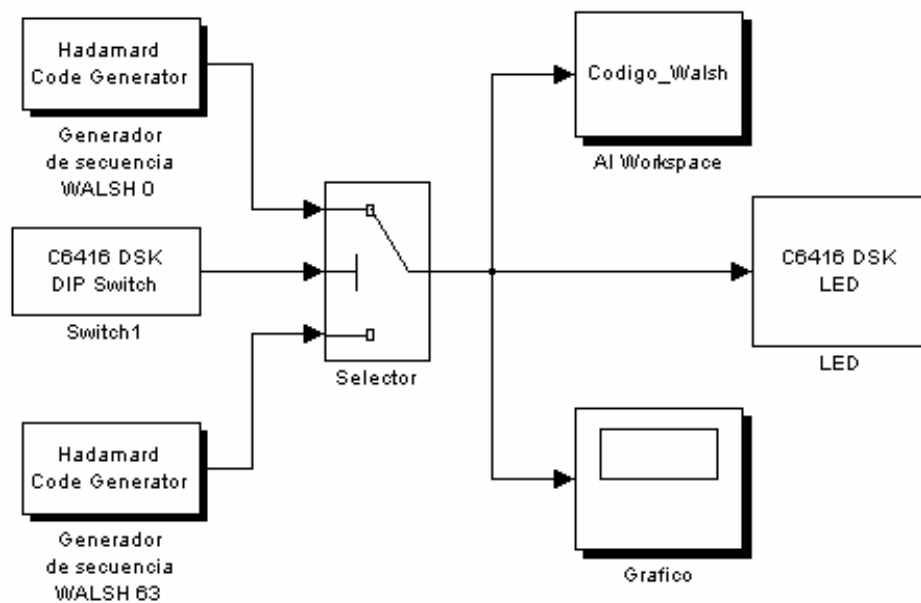 Hadamard
Code Generator
Generador
de secuencia
WALSH 0
C6416 DSK
DIP Switch
Switch1
Hadamard
Code Generator
Generador
de secuencia
WALSH 63
Selector
Codigo_Walsh
Al Workspace
C6416 DSK
LED
LED
Grafico